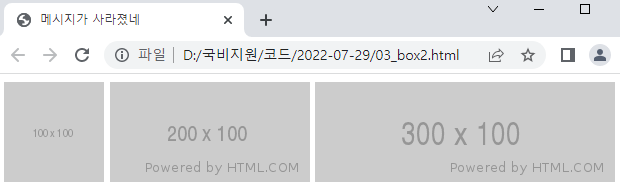 메시지가 사라졌네
파일 D:/국비지원/코드/2022-07-29/03_box2.html
100 x 100
200 x 100
Powered by HTML.COM
300 x 100
Powered by HTML.COM